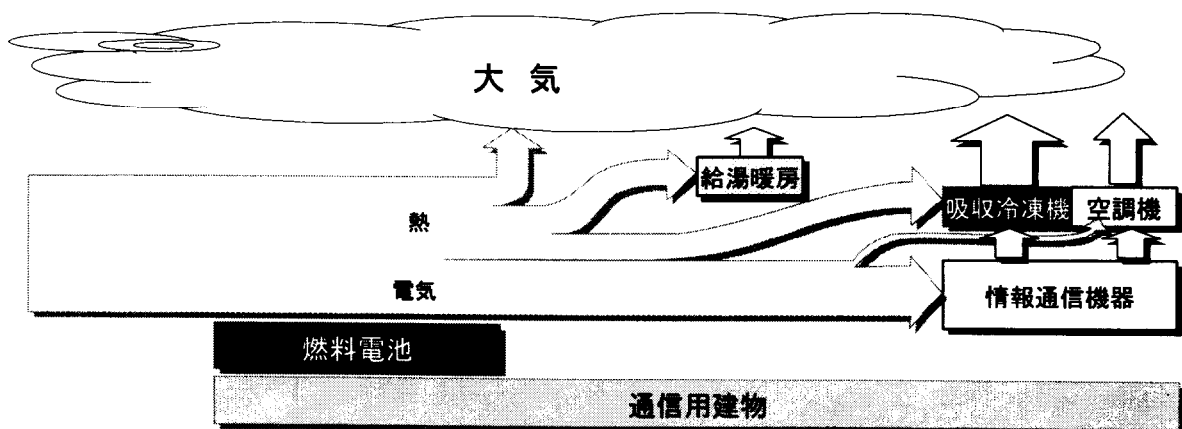 大気
給湯暖房
熱
吸収冷凍機
空調機
電気
情報通信機器
燃料電池
通信用建物